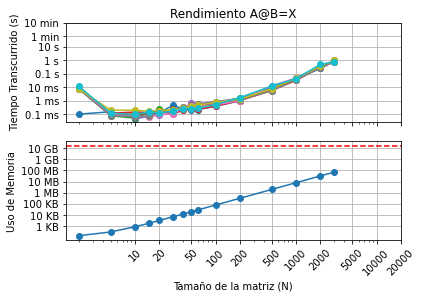 Rendimiento A@B=X
Tiempo Transcurrido (s)
10 min
1 min
10 s
1 s
0.1 s
10 ms
1 ms
0.1 ms
Uso de Memoria
10 GB
1 GB
100 MB
10 MB
1 MB
100 KB
10 KB
1 KB
10
20
50
100
200
500
1000
2000
5000
10000
20000
Tamaño de la matriz (N)